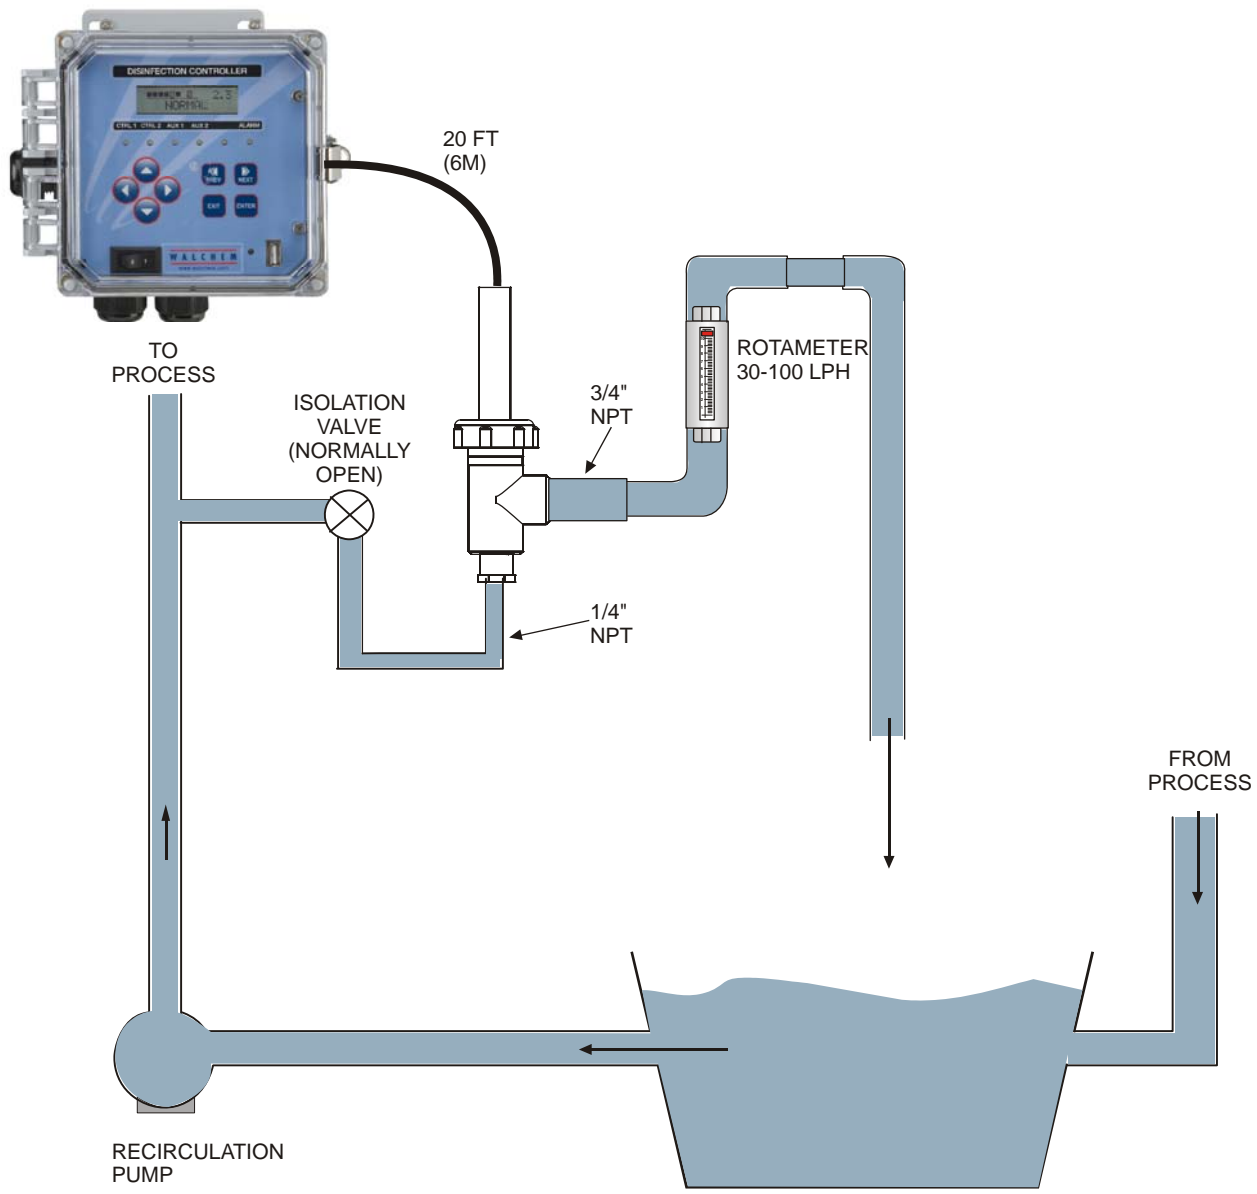 DISINFECTION CONTROLLER
NORMAL
CTRL 1 CTRL 2 AUX 1 AUX 2 ALARM
NEXT
EXIT ENTER
WALCHEM
20 FT
(6M)
TO
PROCESS
ISOLATION
VALVE
(NORMALLY
OPEN)
3/4"
NPT
ROTAMETER
30-100 LPH
1/4"
NPT
FROM
PROCESS
RECIRCULATION
PUMP